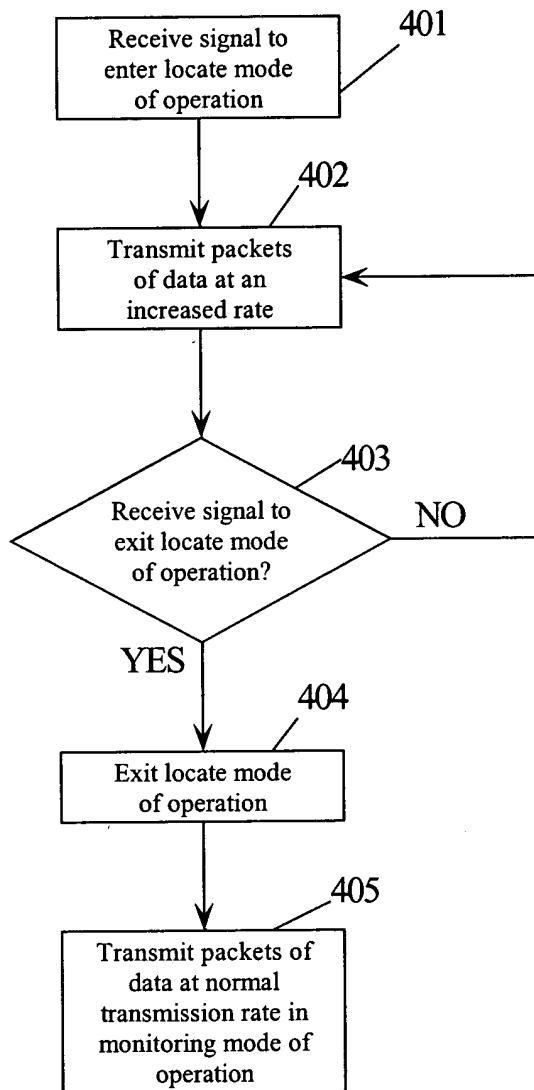 401
Receive signal to
enter locate mode
of operation
402
Transmit packets
of data at an
increased rate
403
Receive signal to
exit locate mode
of operation?
NO
YES
404
Exit locate mode
of operation
405
Transmit packets of
data at normal
transmission rate in
monitoring mode of
operation